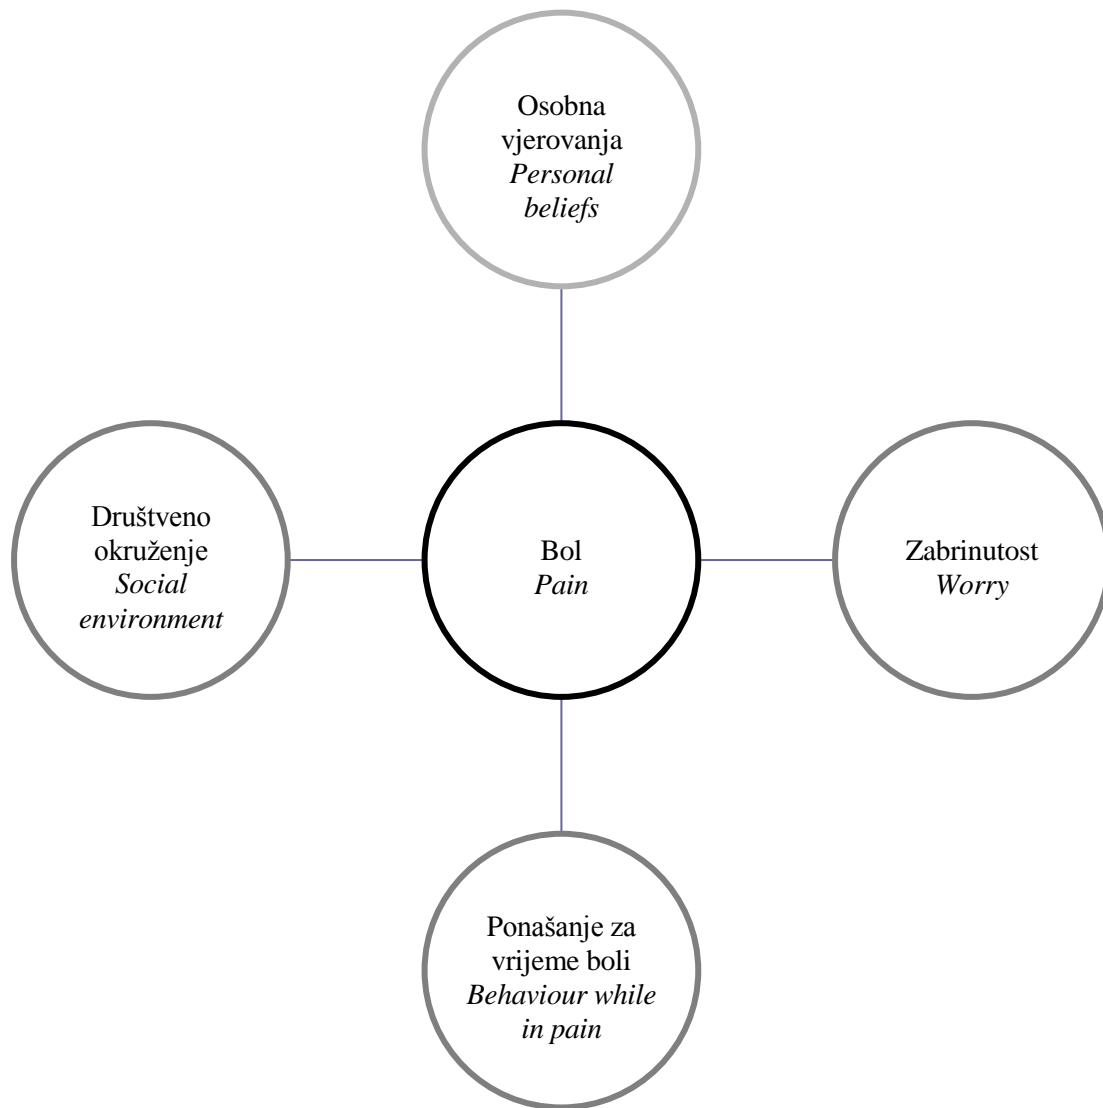 Osobna
vjerovanja
Personal
beliefs
Društveno
okruženje
Social
environment
Bol
Pain
Zabrinutost
Worry
Ponašanje za
vrijeme boli
Behaviour while
in pain